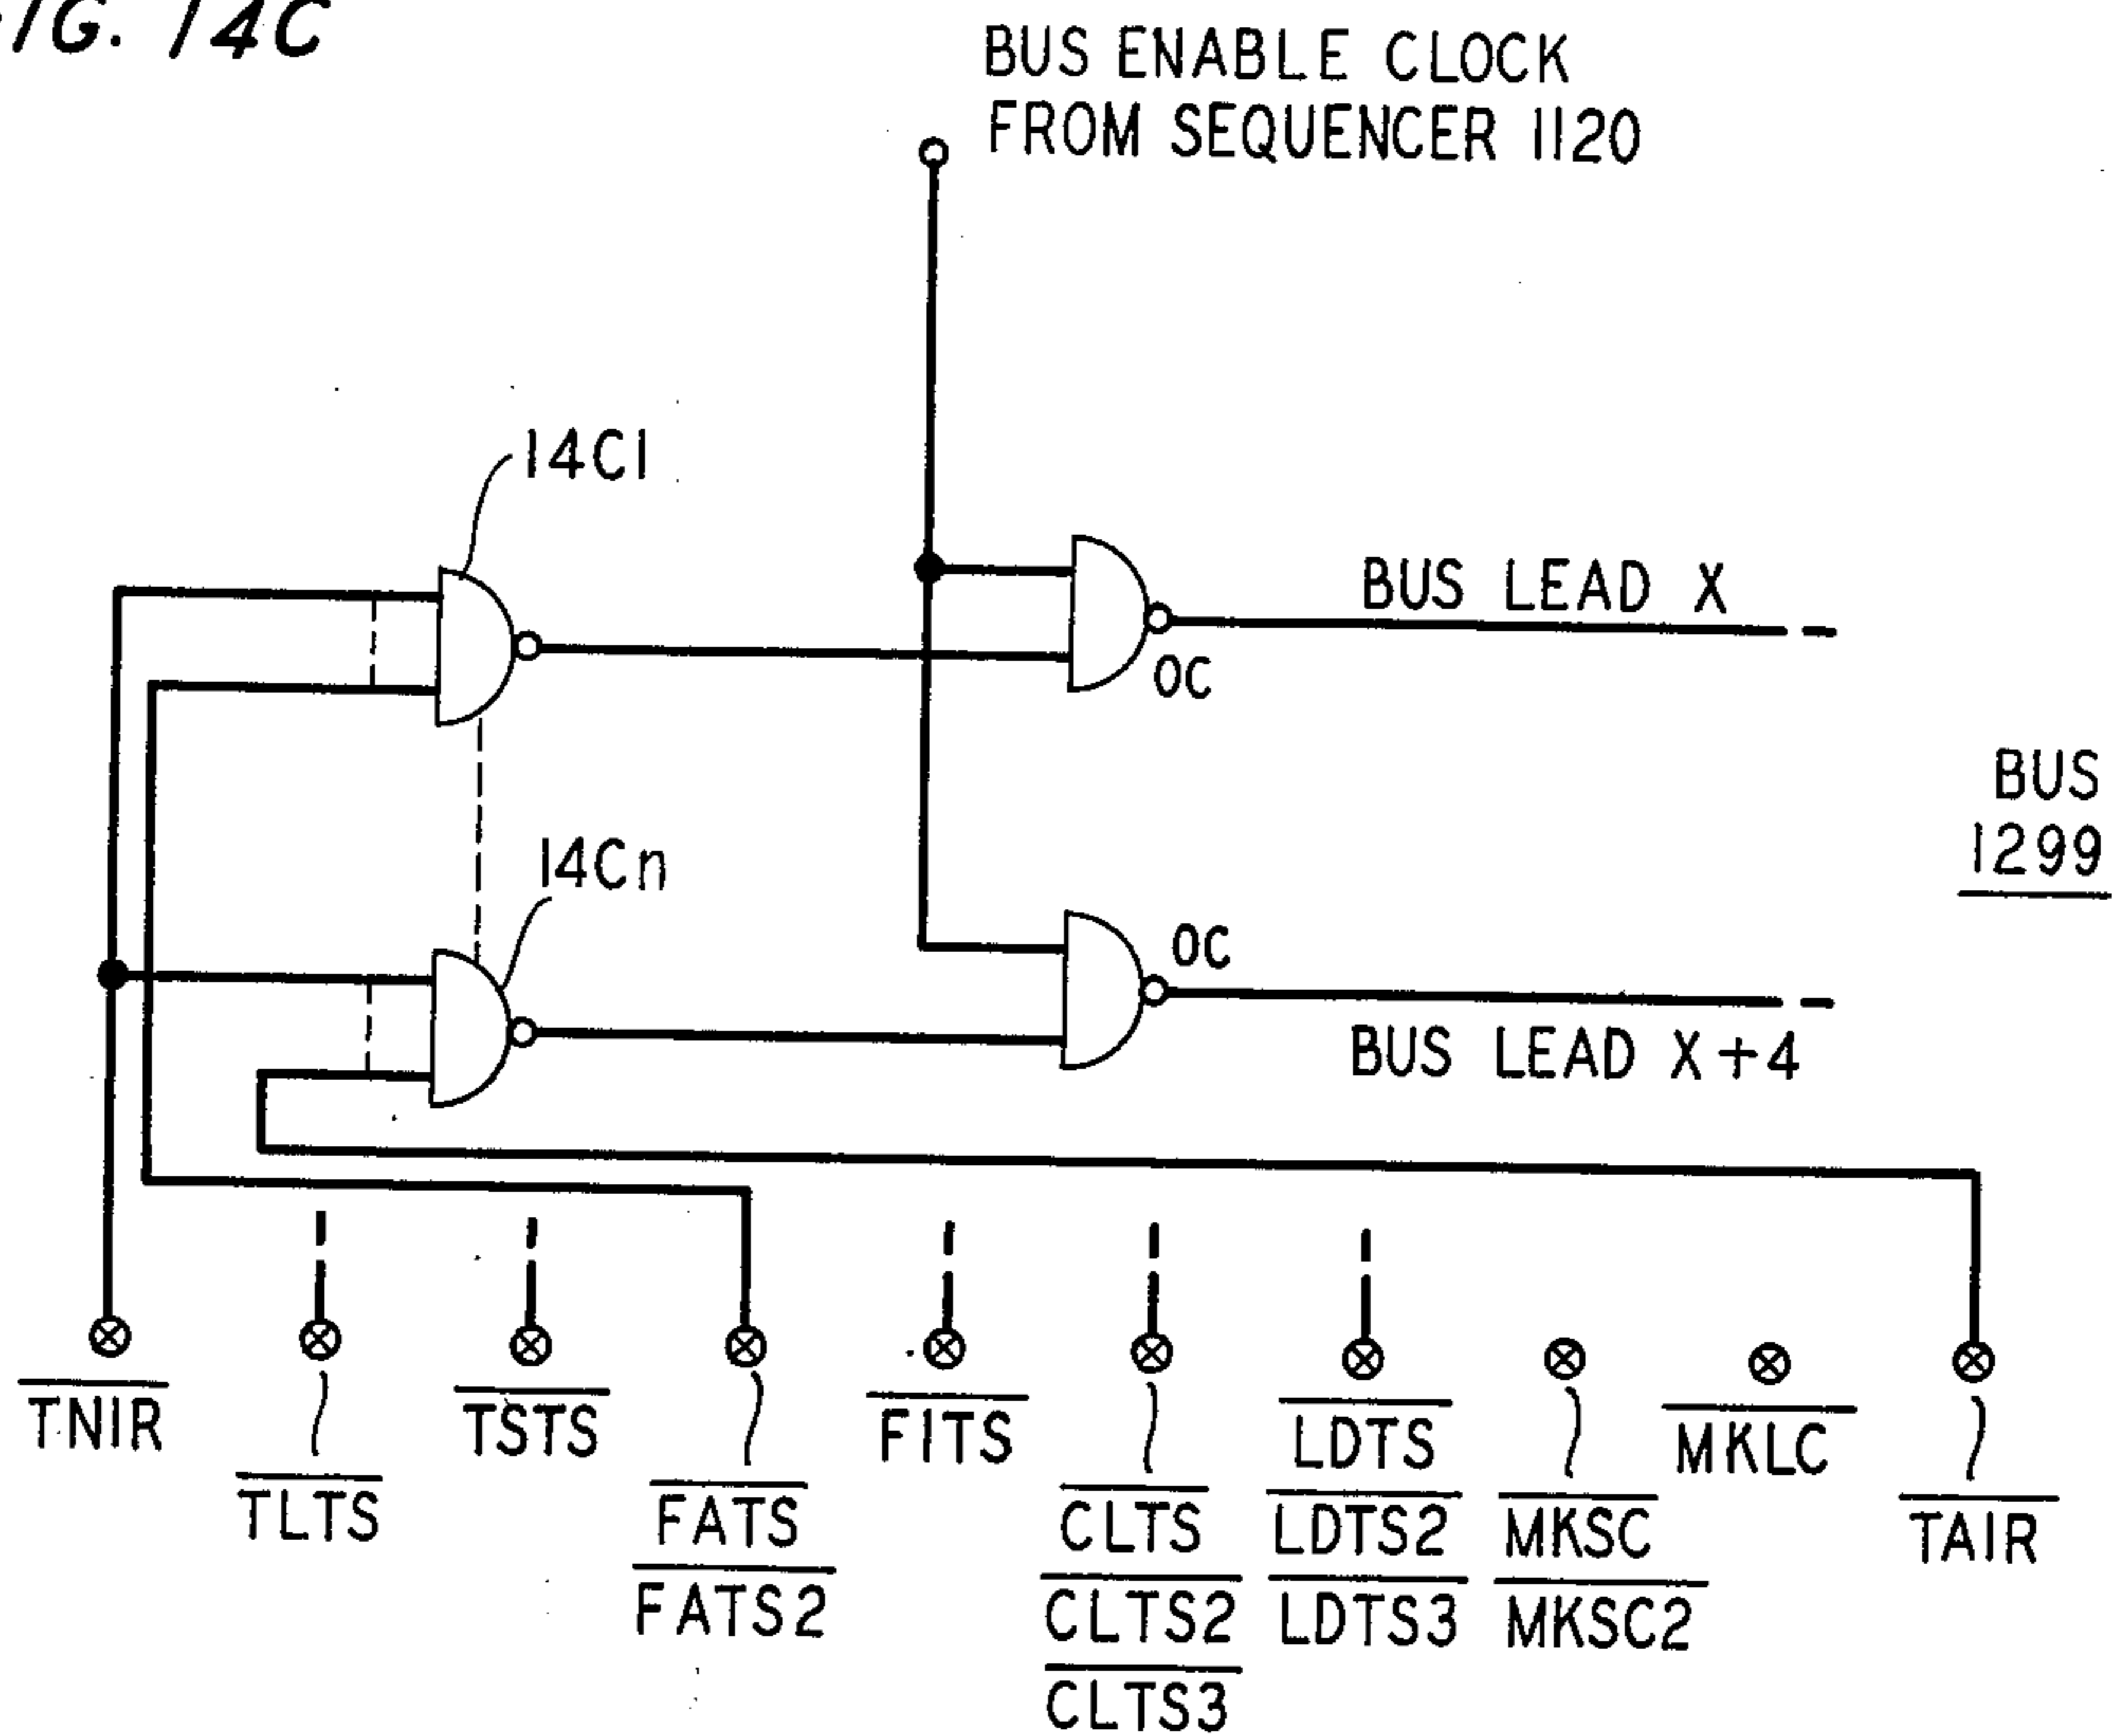 FIG. 14C
BUS ENABLE CLOCK
FROM SEQUENCER 1120
14C1
BUS LEAD X
OC
BUS
1299
14Cn
OC
BUS LEAD X+4
TNIR
TLTS
TSTS
FATS
FATS2
FITS
CLTS
CLTS2
CLTS3
LDTS
LDTS2
LDTS3
MKSC
MKSC2
MKLC
TAIR